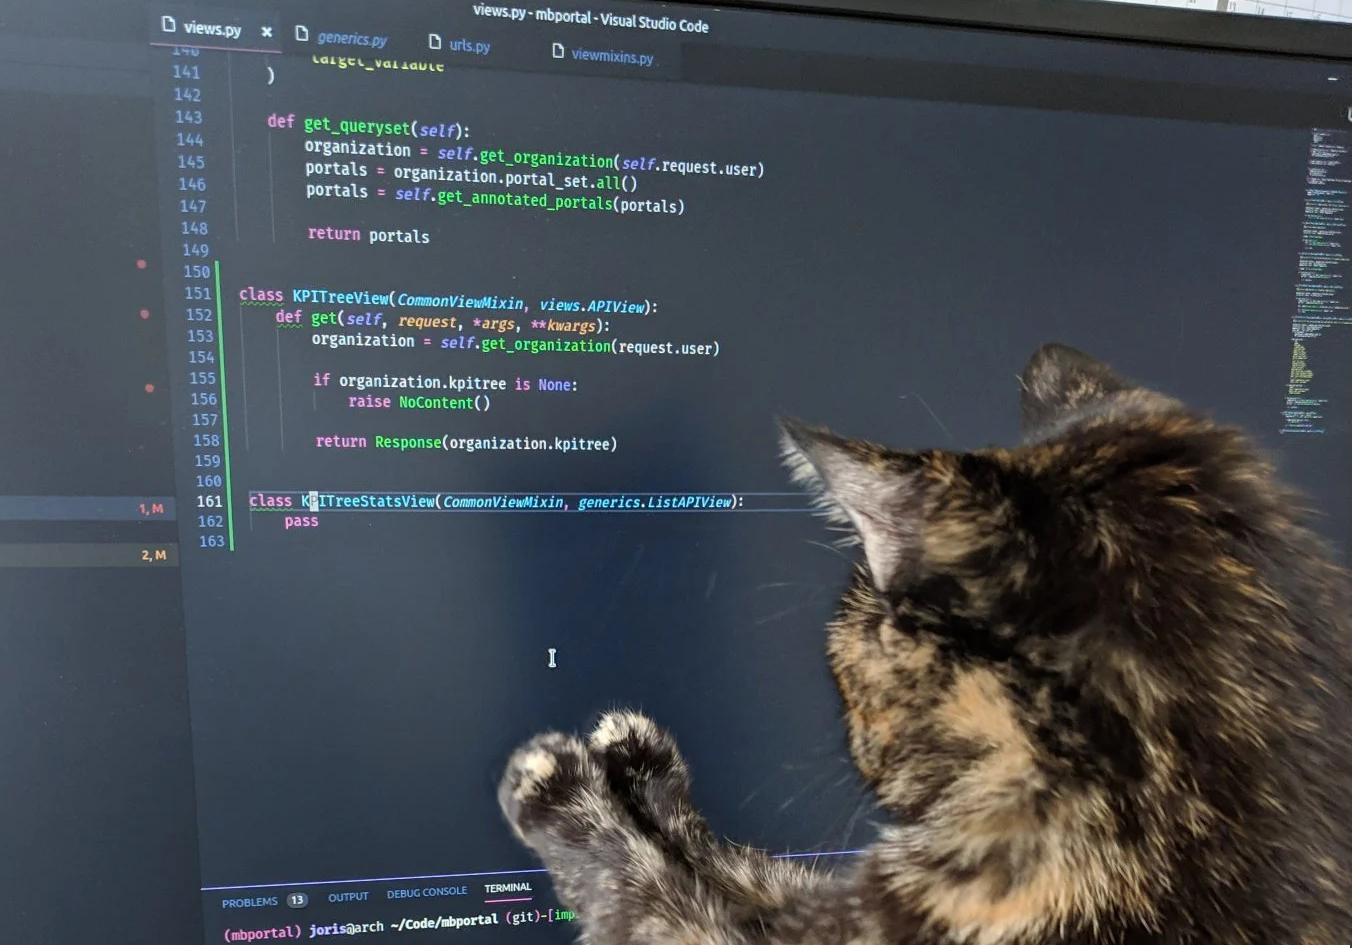 views.py - mbportal - Visual Studio Code
views.py × generics.py urls.py viewmixins.py
140 target_variable
141 )
142
143 def get_queryset(self):
144 organization = self.get_organization(self.request.user)
145 portals = organization.portal_set.all()
146 portals = self.get_annotated_portals(portals)
147
148 return portals
149
150
151 class KPITreeView(CommonViewMixin, views.APIView):
152 def get(self, request, *args, **kwargs):
153 organization = self.get_organization(request.user)
154
155 if organization.kpitree is None:
156 raise NoContent()
157
158 return Response(organization.kpitree)
159
160
1, M 161 class KPITreeStatsView(CommonViewMixin, generics.ListAPIView):
162 pass
2, M 163
PROBLEMS 13 OUTPUT DEBUG CONSOLE TERMINAL
(mbportal) joris@arch ~/Code/mbportal (git)-[imp